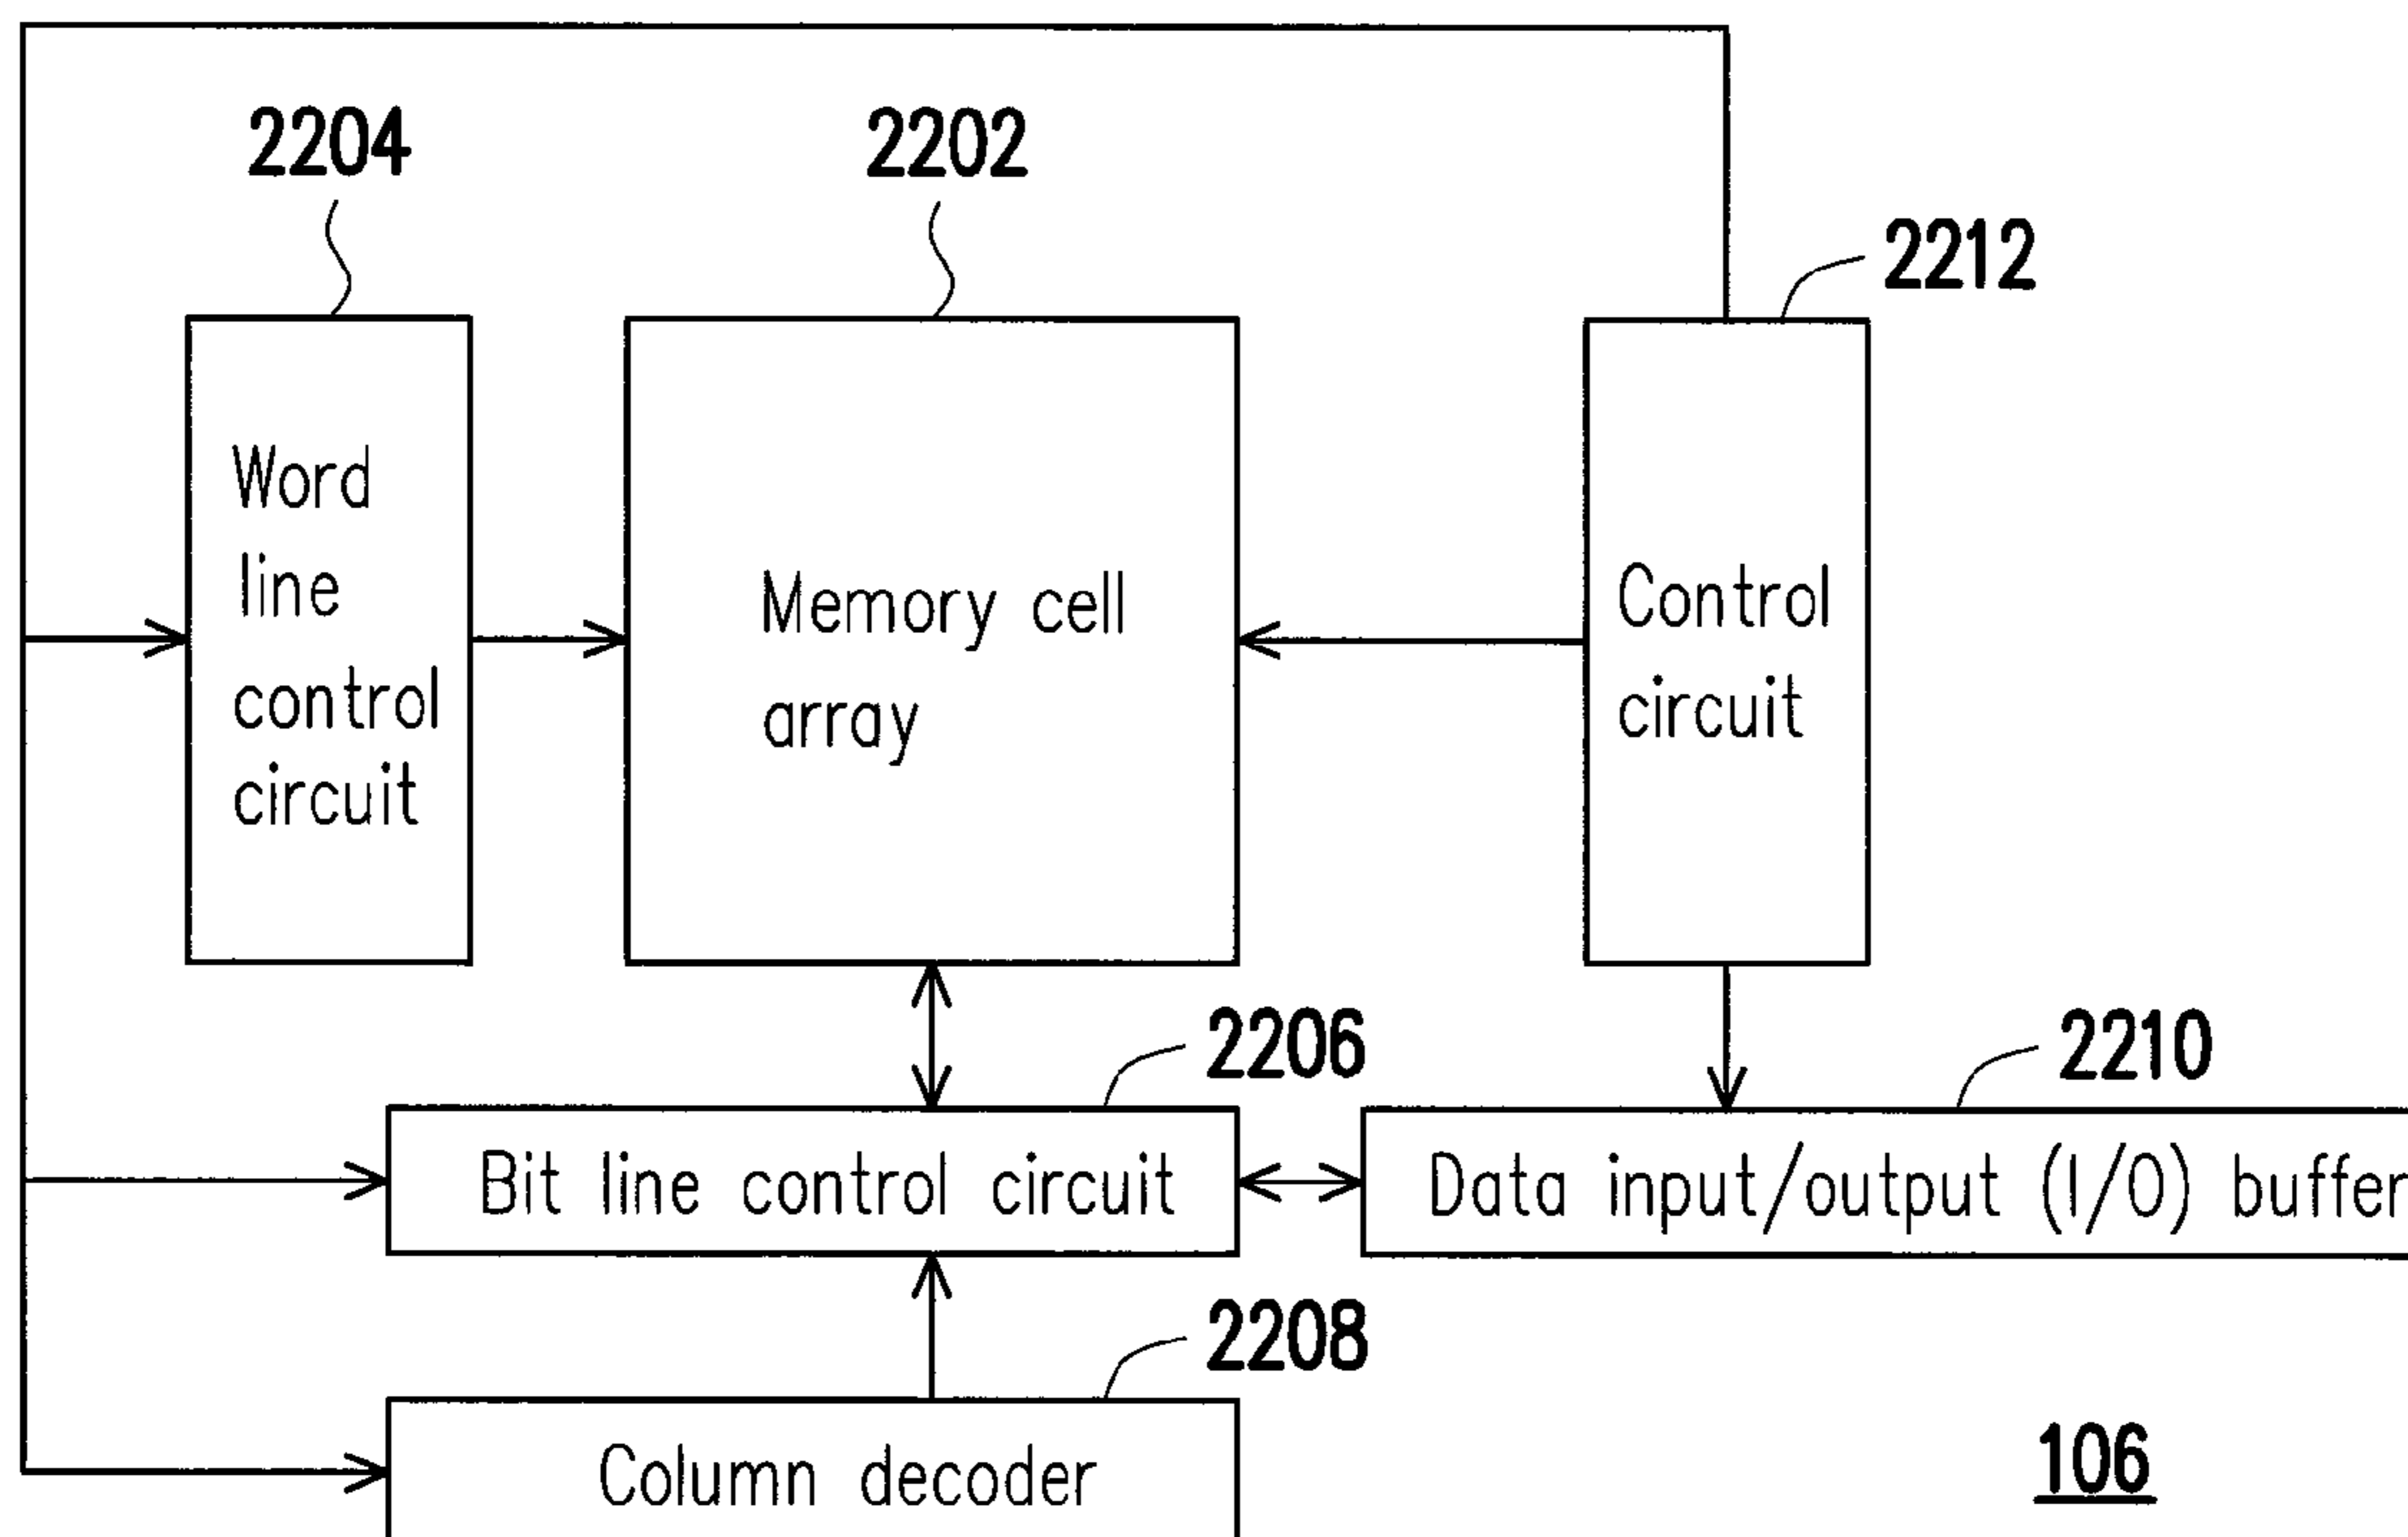 2204
2202
2212
Word
line
control
circuit
Memory cell
array
Control
circuit
2206
2210
Bit line control circuit
Data input/output (I/O) buffer
2208
Column decoder
106